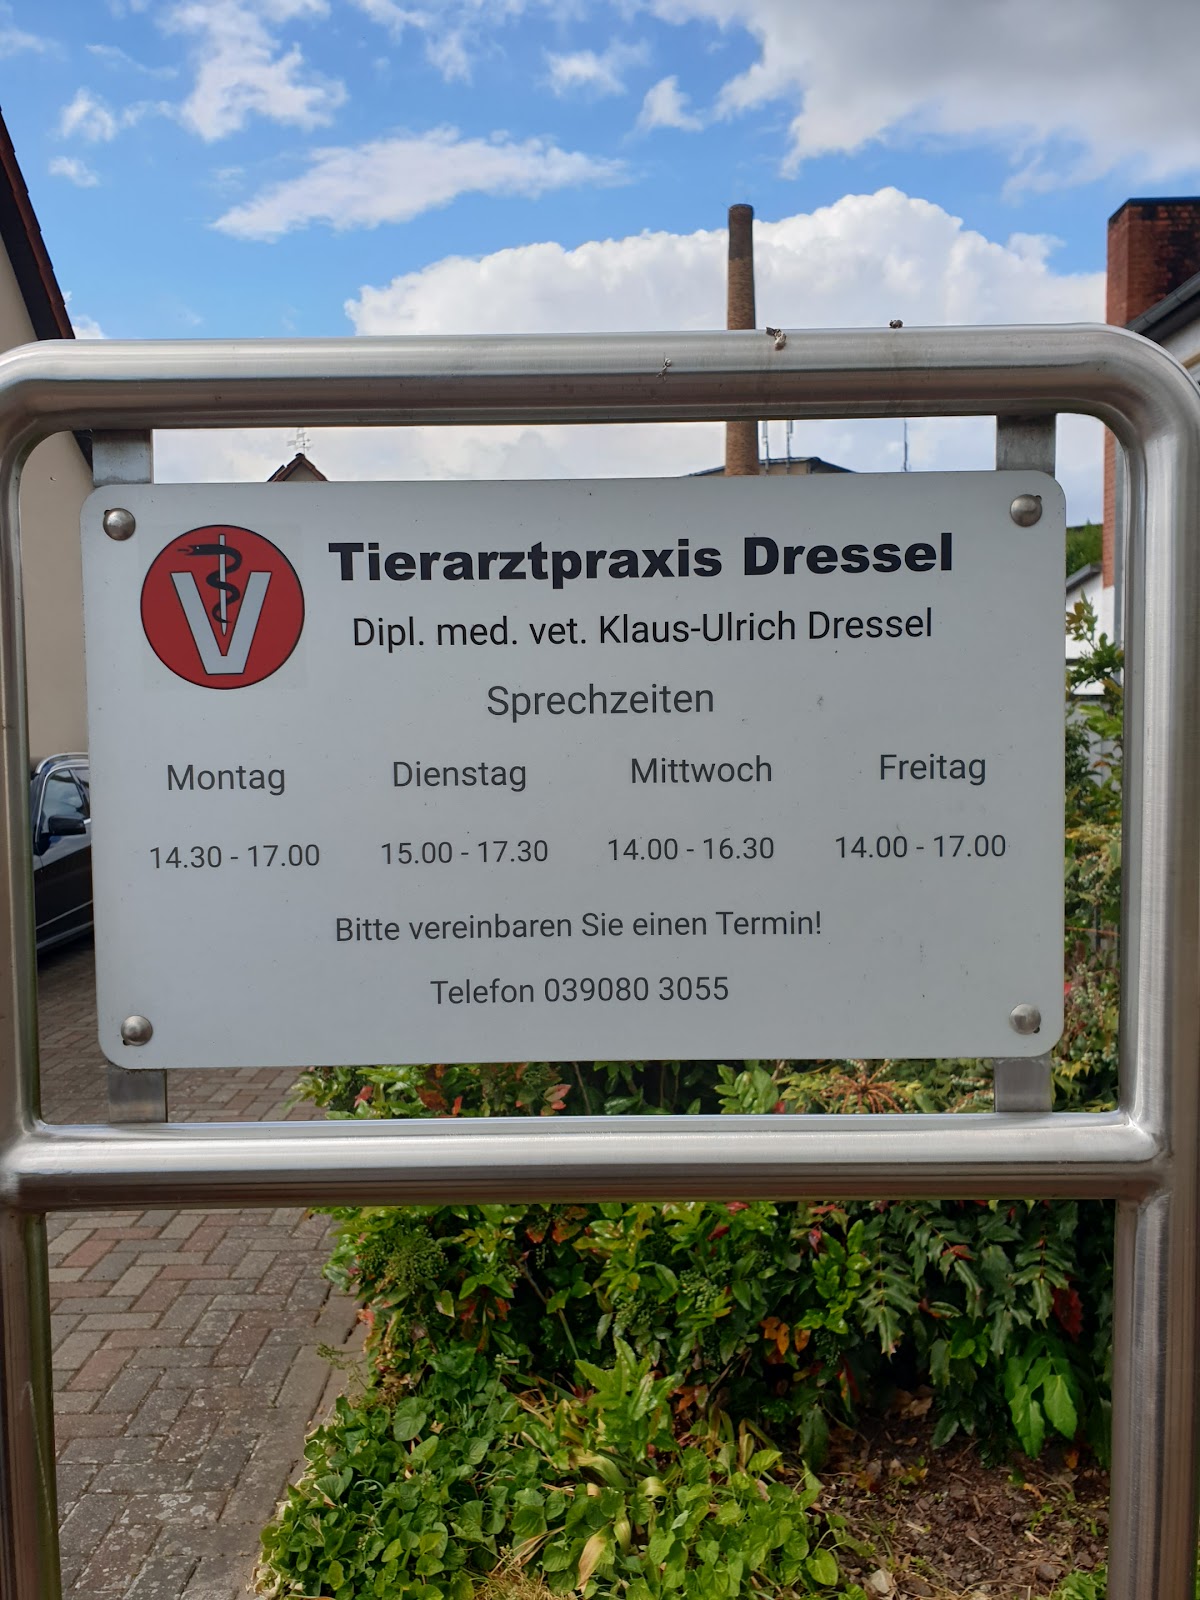 V
Tierarztpraxis Dressel
Dipl. med. vet. Klaus-Ulrich Dressel
Sprechzeiten
Montag Dienstag Mittwoch Freitag
14.30 - 17.00 15.00 - 17.30 14.00 - 16.30 14.00 - 17.00
Bitte vereinbaren Sie einen Termin!
Telefon 039080 3055